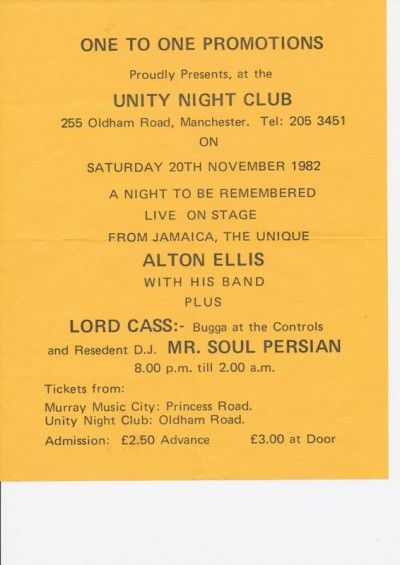 ONE TO ONE PROMOTIONS
Proudly Presents, at the
UNITY NIGHT CLUB
255 Oldham Road, Manchester. Tel: 205 3451
ON
SATURDAY 20TH NOVEMBER 1982
A NIGHT TO BE REMEMBERED
LIVE ON STAGE
FROM JAMAICA, THE UNIQUE
ALTON ELLIS
WITH HIS BAND
PLUS
LORD CASS:- Bugga at the Controls
and Resedent D.J. MR. SOUL PERSIAN
8.00 p.m. till 2.00 a.m.
Tickets from:
Murray Music City: Princess Road.
Unity Night Club: Oldham Road.
Admission: £2.50 Advance £3.00 at Door